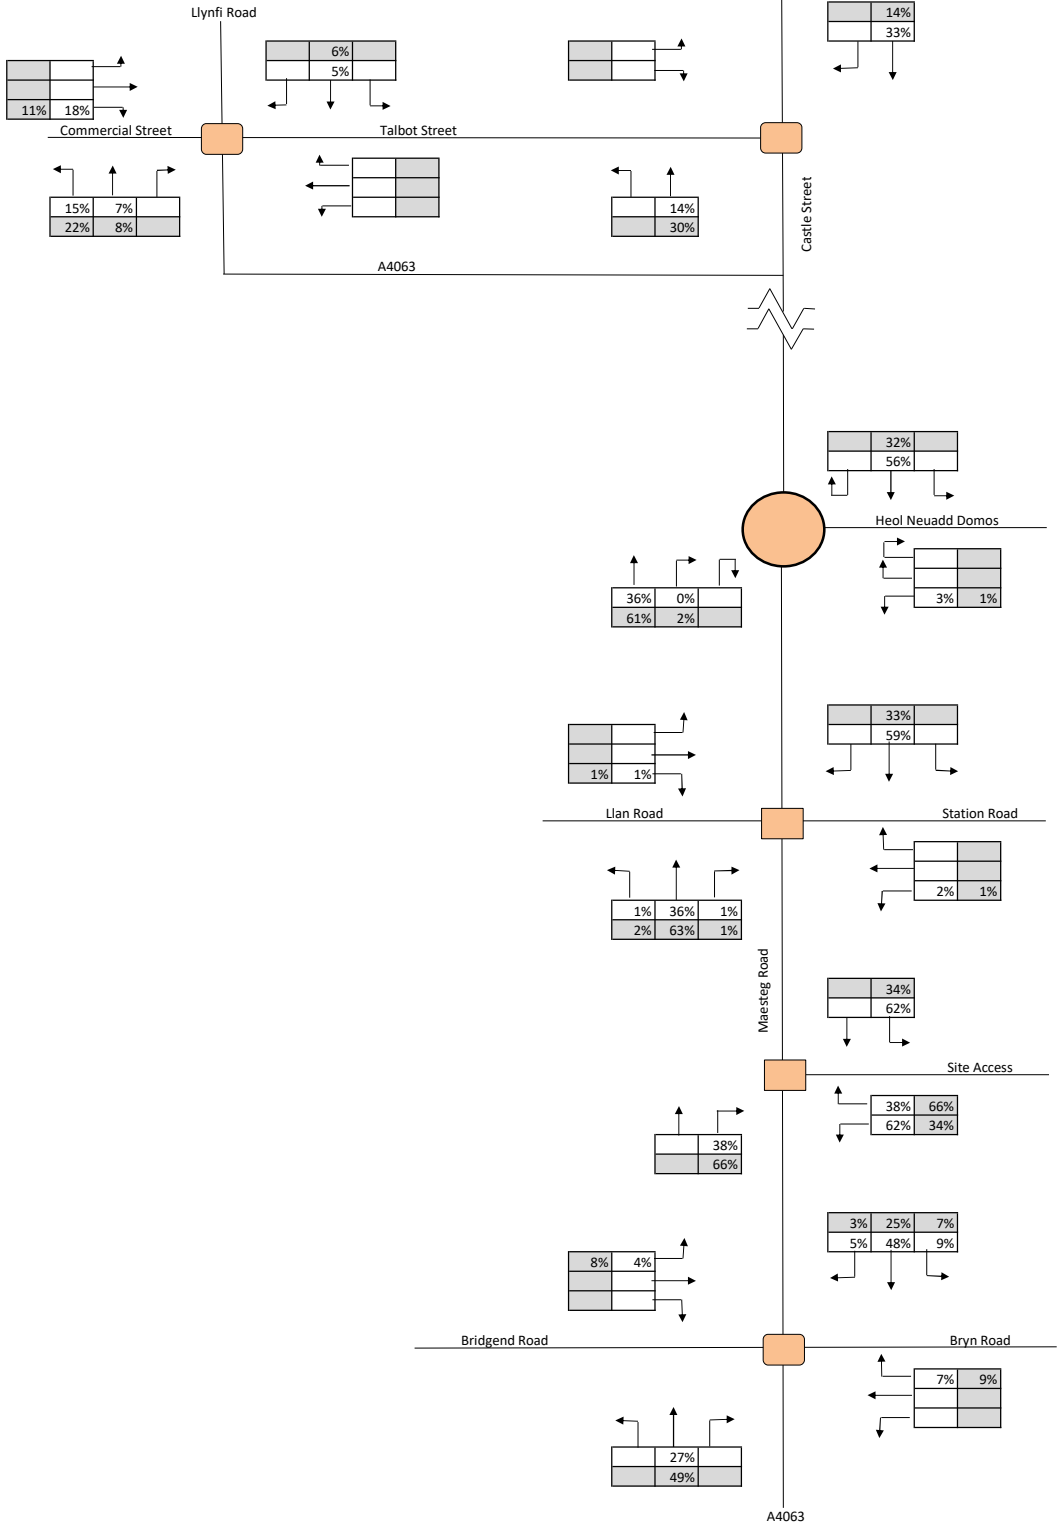 Llynfi Road
14%
33%
6%
5%
11% 18%
Commercial Street
Talbot Street
15% 7%
22% 8%
14%
30%
Castle Street
A4063
32%
56%
Heol Neuadd Domos
36% 0%
61% 2%
3% 1%
33%
59%
1% 1%
Llan Road
Station Road
2% 1%
1% 36% 1%
2% 63% 1%
Maesteg Road
34%
62%
Site Access
38% 66%
62% 34%
38%
66%
3% 25% 7%
5% 48% 9%
8% 4%
Bridgend Road
Bryn Road
7% 9%
27%
49%
A4063